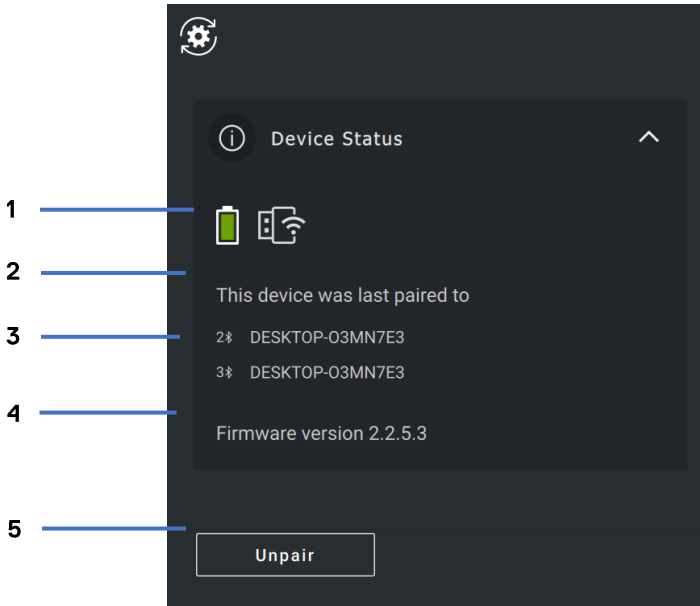 Device Status
1
2
This device was last paired to
3
2 DESKTOP-O3MN7E3
3 DESKTOP-O3MN7E3
4
Firmware version 2.2.5.3
5
Unpair